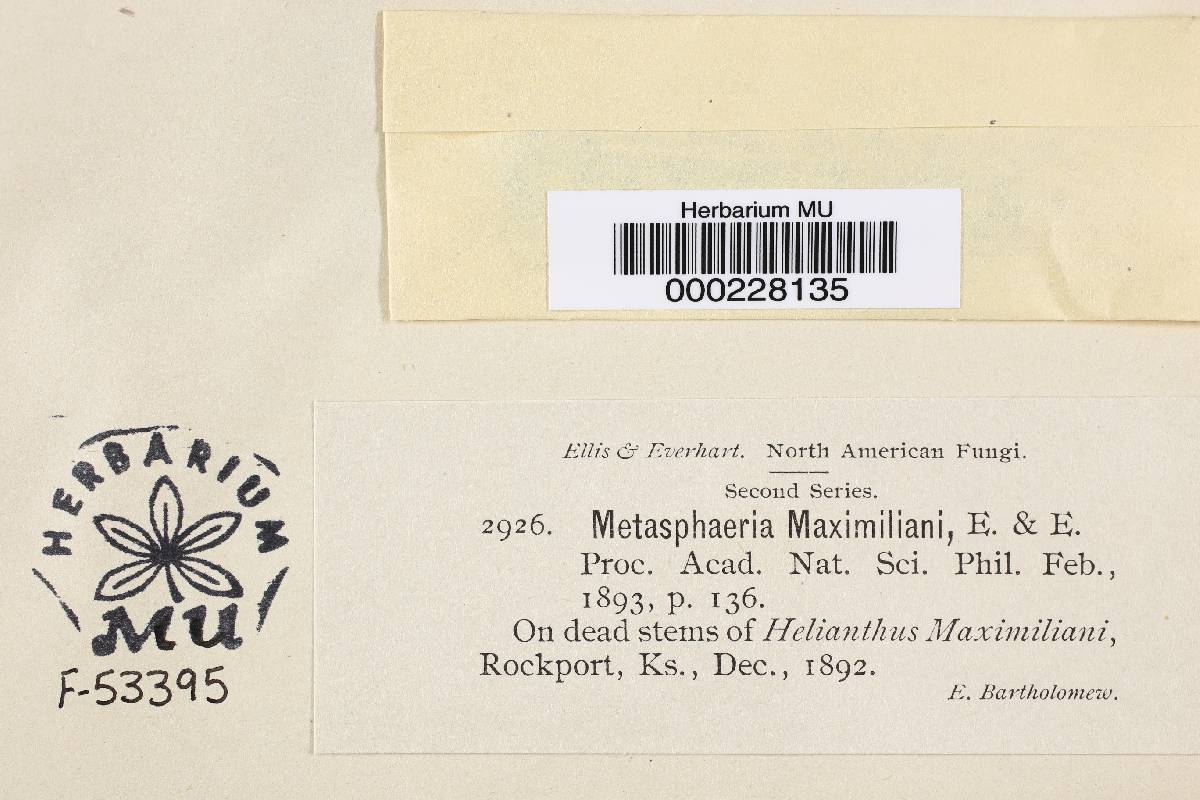 Herbarium MU
000228135
HERBARIUM
MU
F-53395
Ellis & Everhart. North American Fungi.
Second Series.
2926. Metasphaeria Maximiliani, E. & E.
Proc. Acad. Nat. Sci. Phil. Feb.,
1893, p. 136.
On dead stems of Helianthus Maximiliani,
Rockport, Ks., Dec., 1892.
E. Bartholomew.